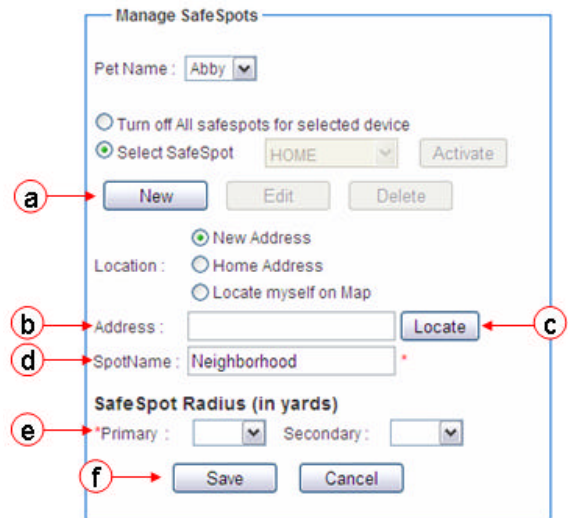 Manage SafeSpots
Pet Name : Abby
Turn off All safespots for selected device
Select SafeSpot HOME Activate
a New Edit Delete
New Address
Location : Home Address
Locate myself on Map
b Address : Locate c
d SpotName : Neighborhood *
SafeSpot Radius (in yards)
e *Primary : Secondary :
f Save Cancel